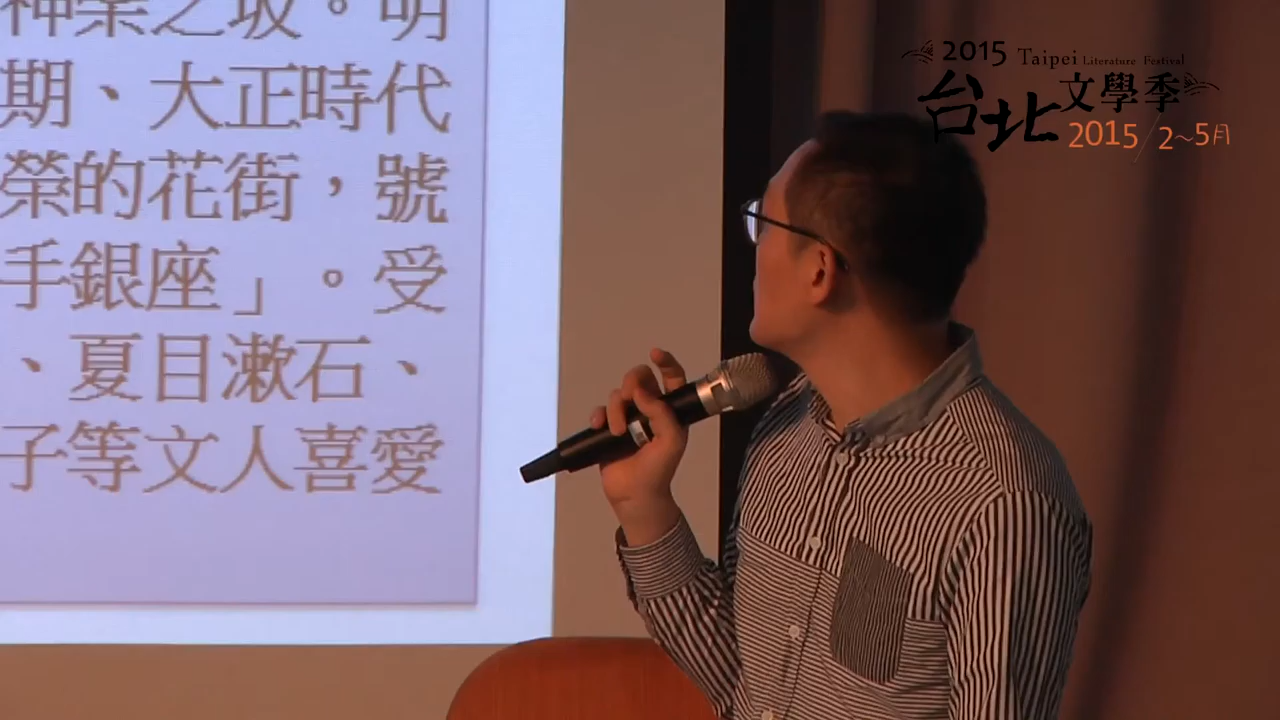 神樂之坂。明
期、大正時代
榮的花街，號
手銀座」。受
、夏目漱石、
子等文人喜愛
2015 Taipei Literature Festival
台北文學季
2015/2~5月